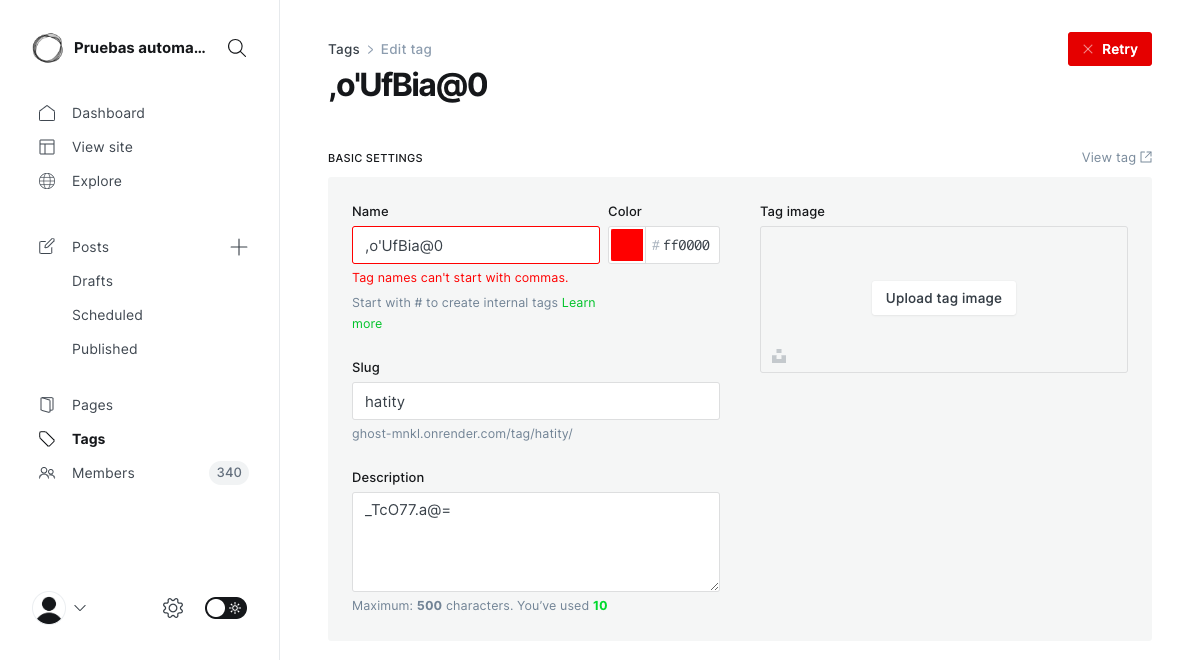 Pruebas automa...
Dashboard
View site
Explore
Posts
Drafts
Scheduled
Published
Pages
Tags
Members 340
Tags > Edit tag
Retry
,o'UfBia@0
BASIC SETTINGS
View tag
Name
,o'UfBia@0
Tag names can't start with commas.
Start with # to create internal tags Learn
more
Color
# ff0000
Slug
hatity
ghost-mnkl.onrender.com/tag/hatity/
Description
_TcO77.a@=
Maximum: 500 characters. You've used 10
Tag image
Upload tag image